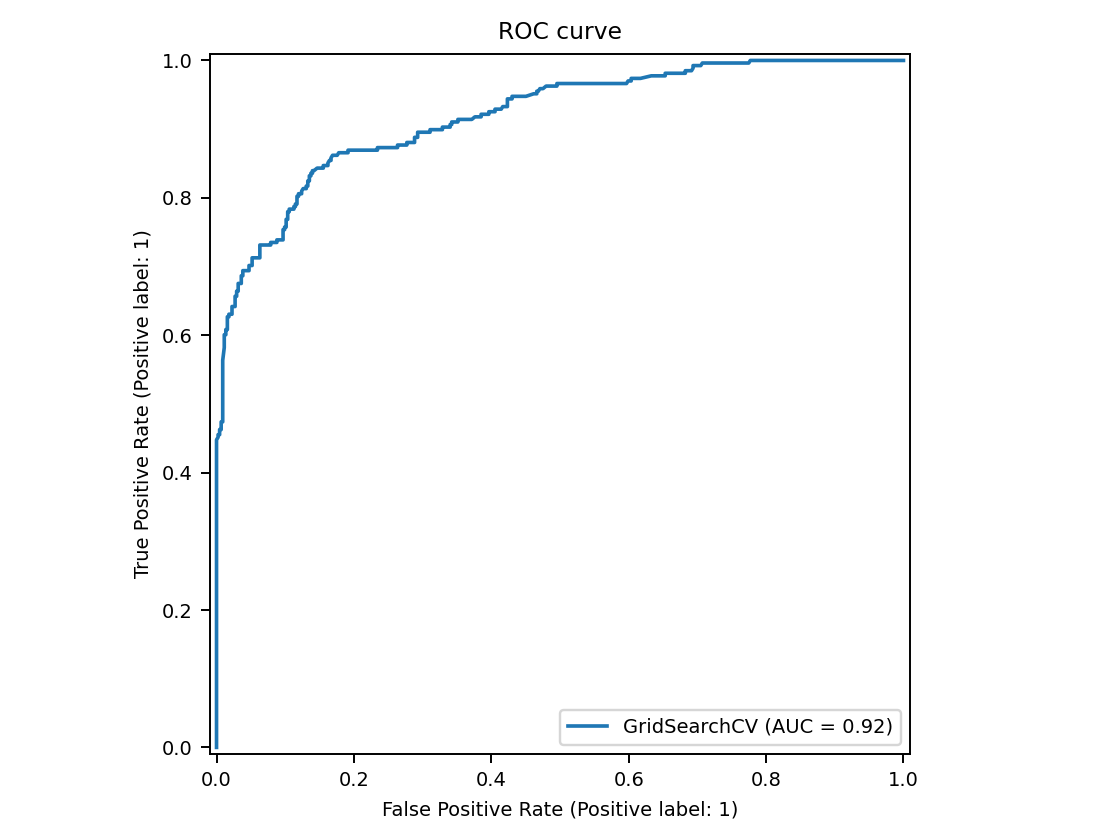 ROC curve
1.0
0.8
0.6
0.4
0.2
0.0
True Positive Rate (Positive label: 1)
GridSearchCV (AUC = 0.92)
0.0 0.2 0.4 0.6 0.8 1.0
False Positive Rate (Positive label: 1)